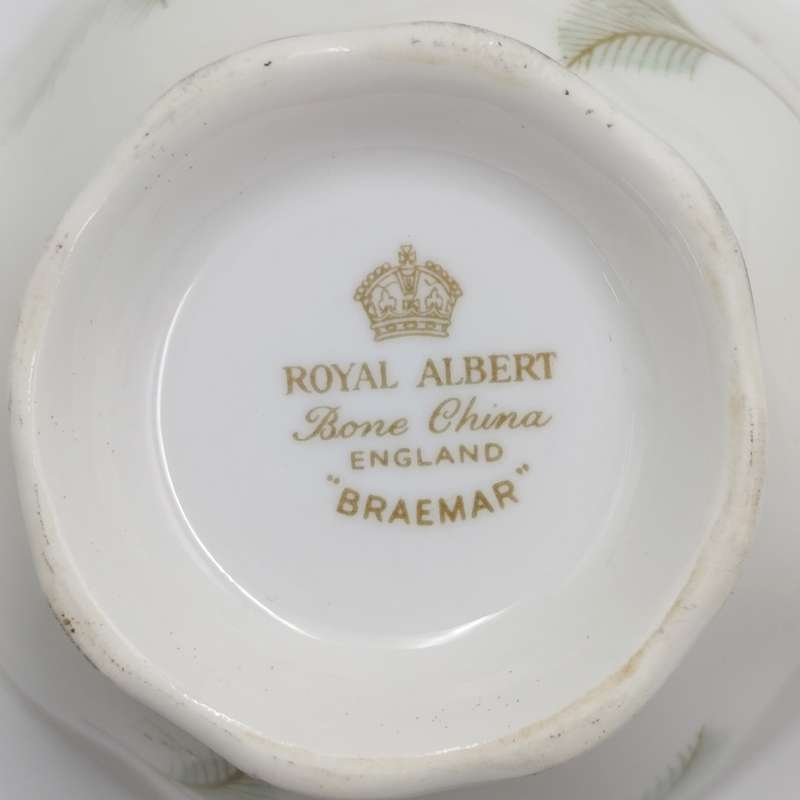 ROYAL ALBERT
Bone China
ENGLAND
"BRAEMAR"